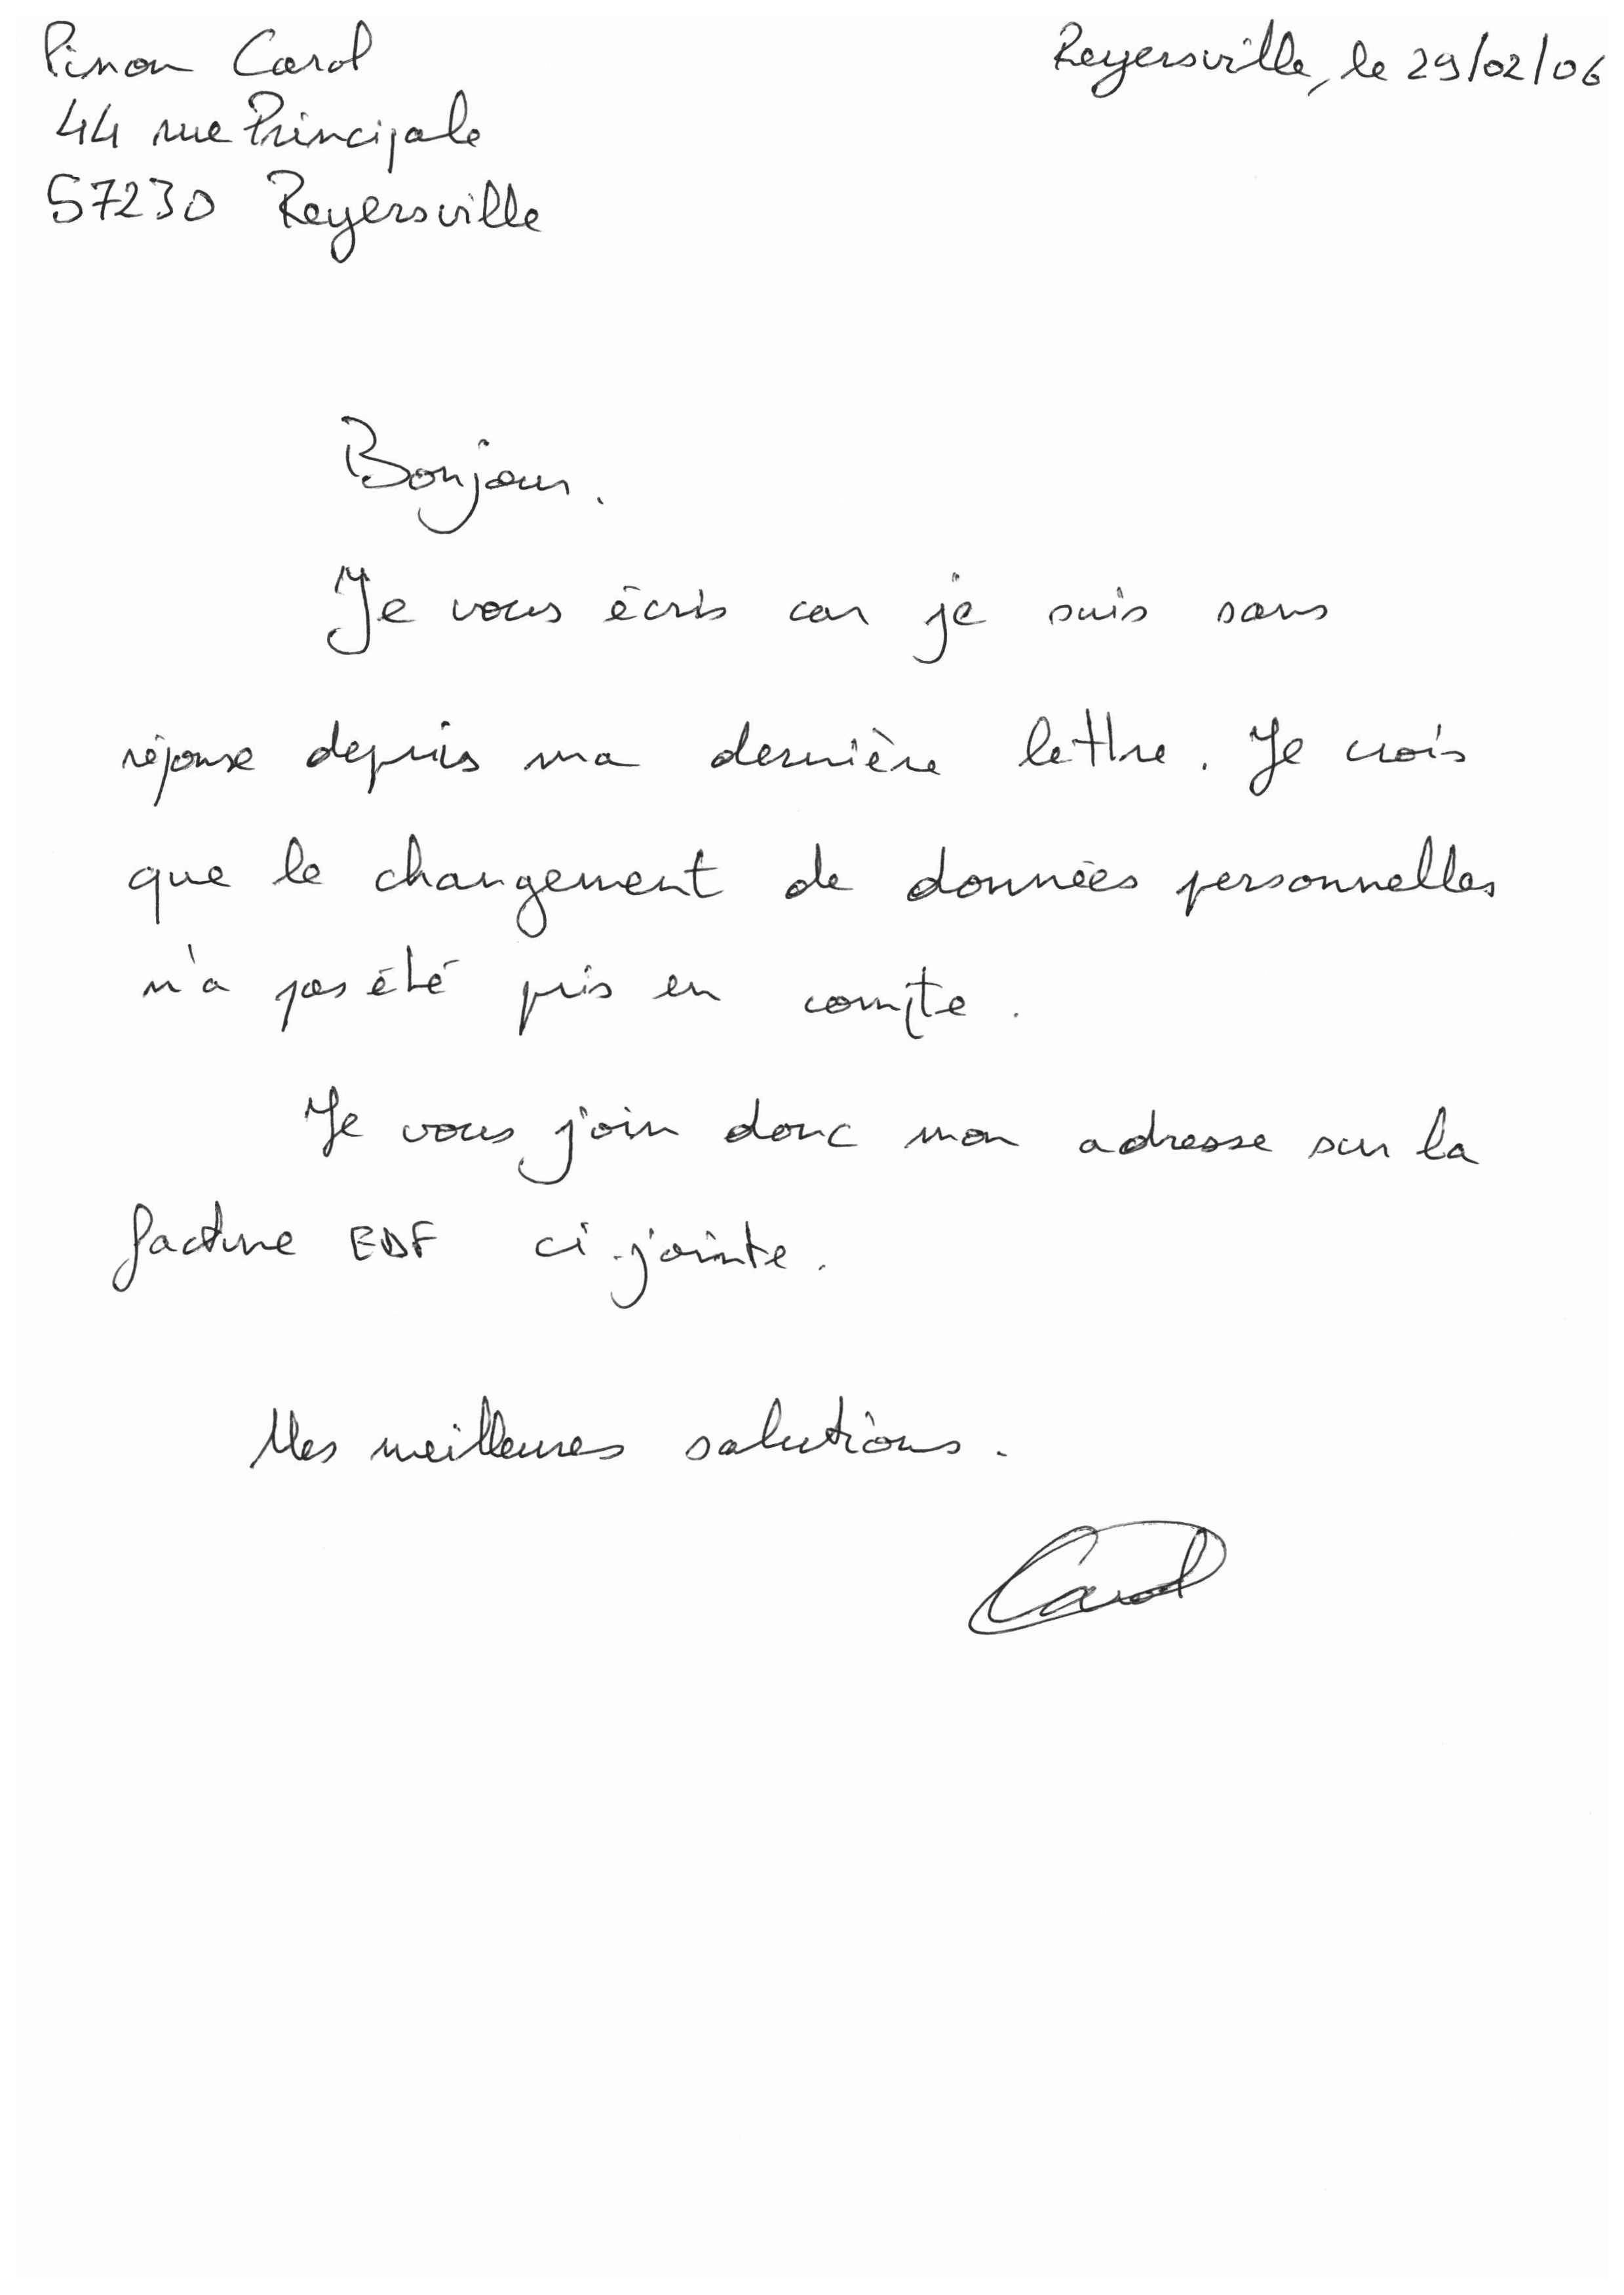 Pinon Carol
Reyersville, le 29/02/06
44 rue Principale
57230 Reyersville
Bonjour.
Je vous écris car je suis sans
réponse depuis ma dernière lettre. Je crois
que le changement de données personnelles
n'a pas été pris en compte.
Je vous join donc mon adresse sur la
facture EDF ci-jointe.
Mes meilleures salutions.
Carol